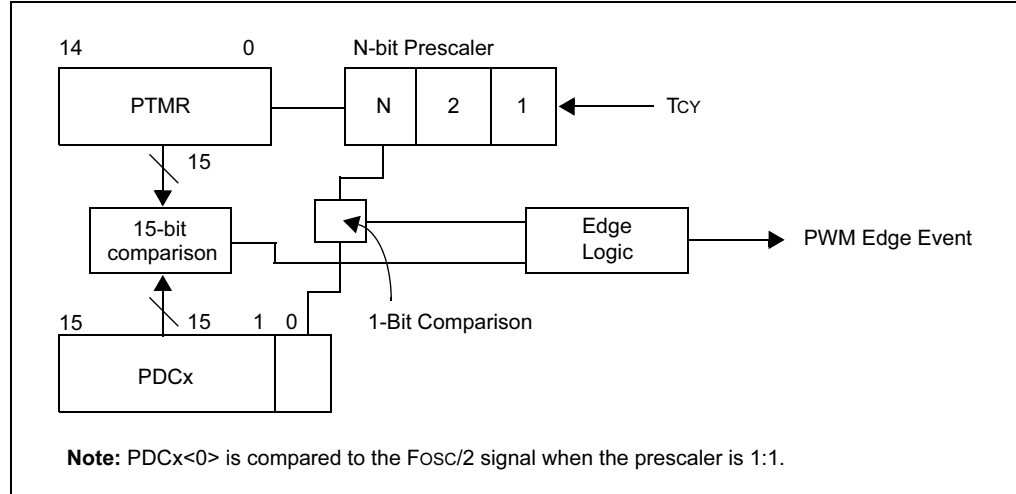 14 0 N-bit Prescaler
PTMR N 2 1 TCY
15
15-bit
comparison
Edge
Logic
PWM Edge Event
15 15 1 0 1-Bit Comparison
PDCx
Note: PDCx<0> is compared to the FOSC/2 signal when the prescaler is 1:1.